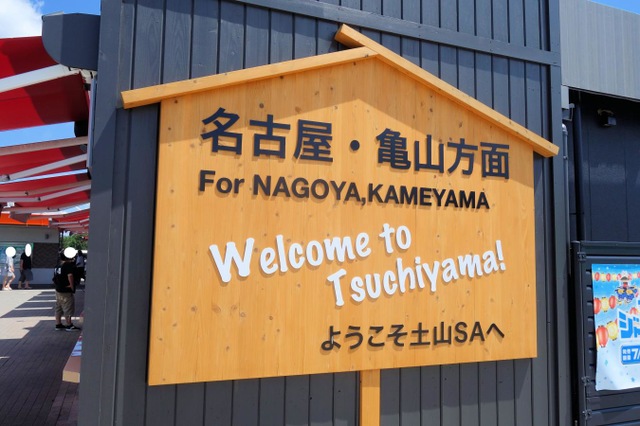 名古屋・亀山方面
For NAGOYA,KAMEYAMA
Welcome to
Tsuchiyama!
ようこそ土山SAへ